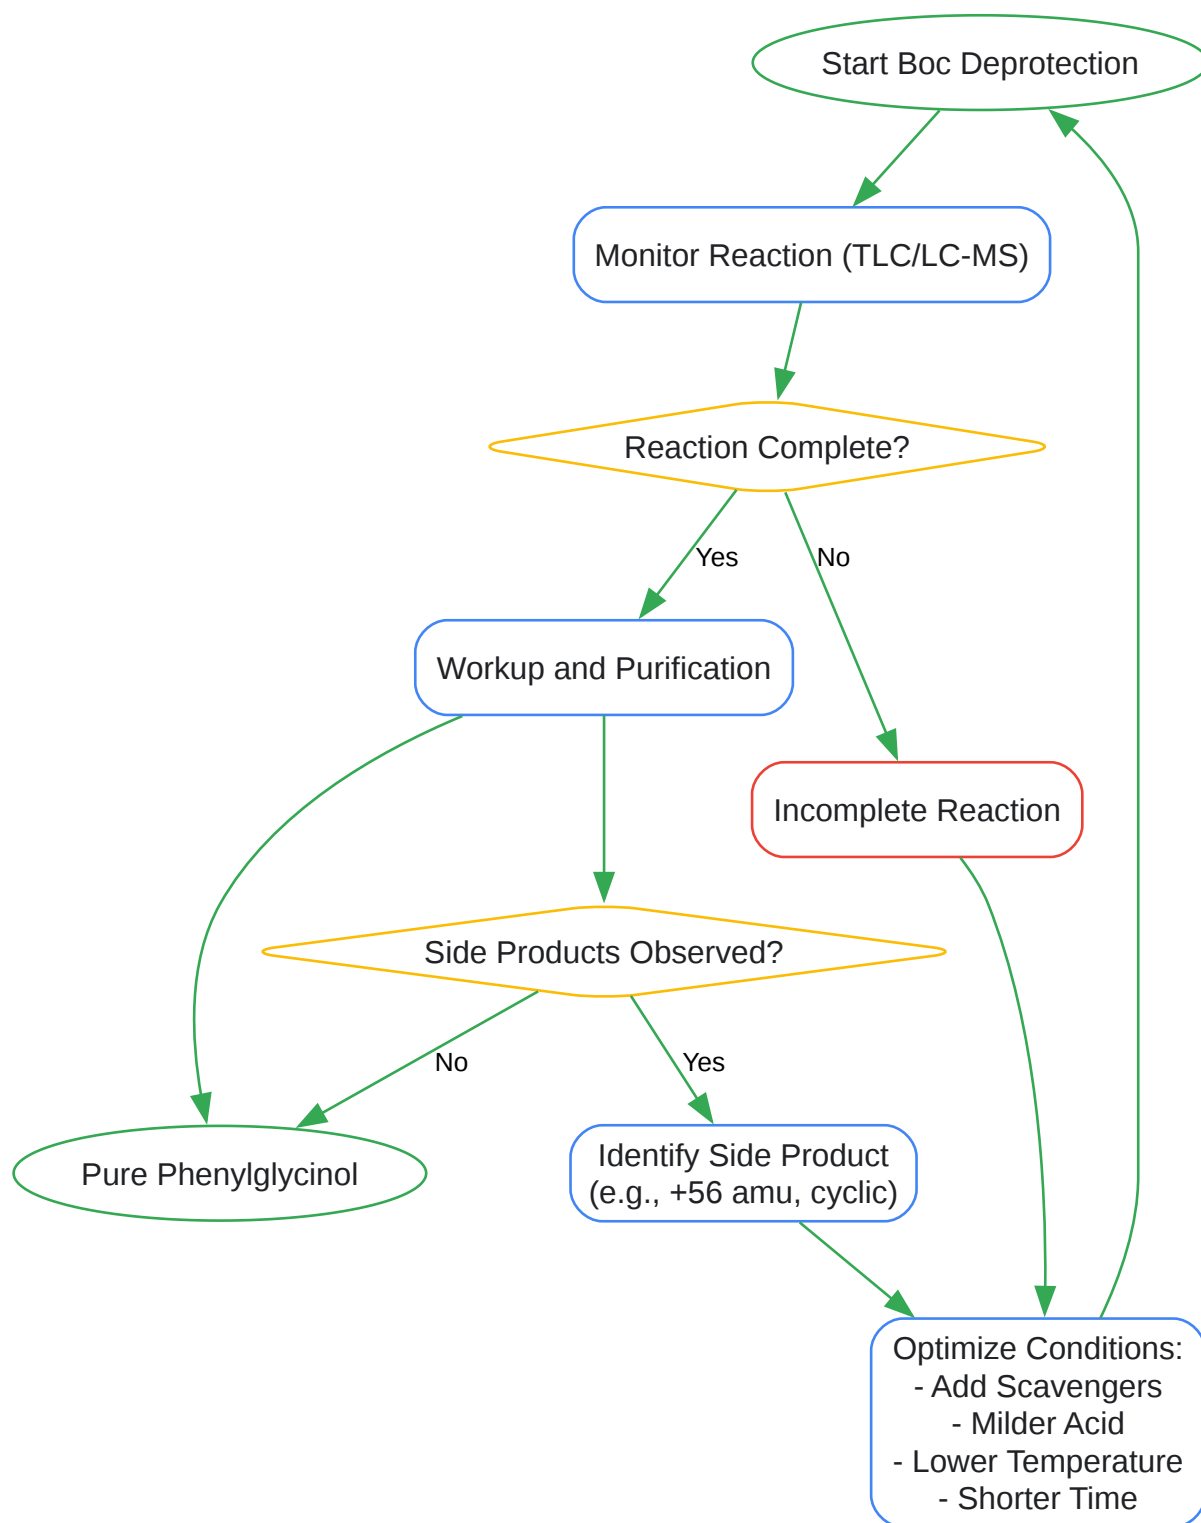 Start Boc Deprotection
Monitor Reaction (TLC/LC-MS)
Reaction Complete?
Yes
No
Workup and Purification
Incomplete Reaction
Side Products Observed?
No
Yes
Pure Phenylglycinol
Identify Side Product
(e.g., +56 amu, cyclic)
Optimize Conditions:
- Add Scavengers
- Milder Acid
- Lower Temperature
- Shorter Time